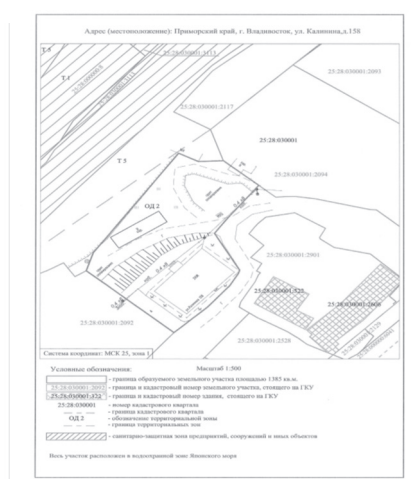 Адрес (местоположение): Приморский край, г. Владивосток, ул. Калинина,д.158
Т 3
Т 1
25:28:030001:2093
25:28:030001:2117
25:28:030001
Т 3
25:28:030001:2094
ОД 2
25:28:030001:2901
25:28:030001:2092
25:28:030001:2328
Система координат: МСК 25, зона 1
Условные обозначения:
Масштаб 1:500
- граница образуемого земельного участка площадью 1385 кв.м.
25:28:030001:2093 - граница и кадастровый номер земельного участка, стоящего на ГКУ
- граница и кадастровый номер здания, стоящего на ГКУ
25:28:030001 - номер кадастрового квартала
- граница кадастрового квартала
ОД 2 - обозначение территориальной зоны
- граница территориальных зон
- санитарно-защитная зона предприятий, сооружений и иных объектов
Весь участок расположен в водоохранной зоне Японского моря